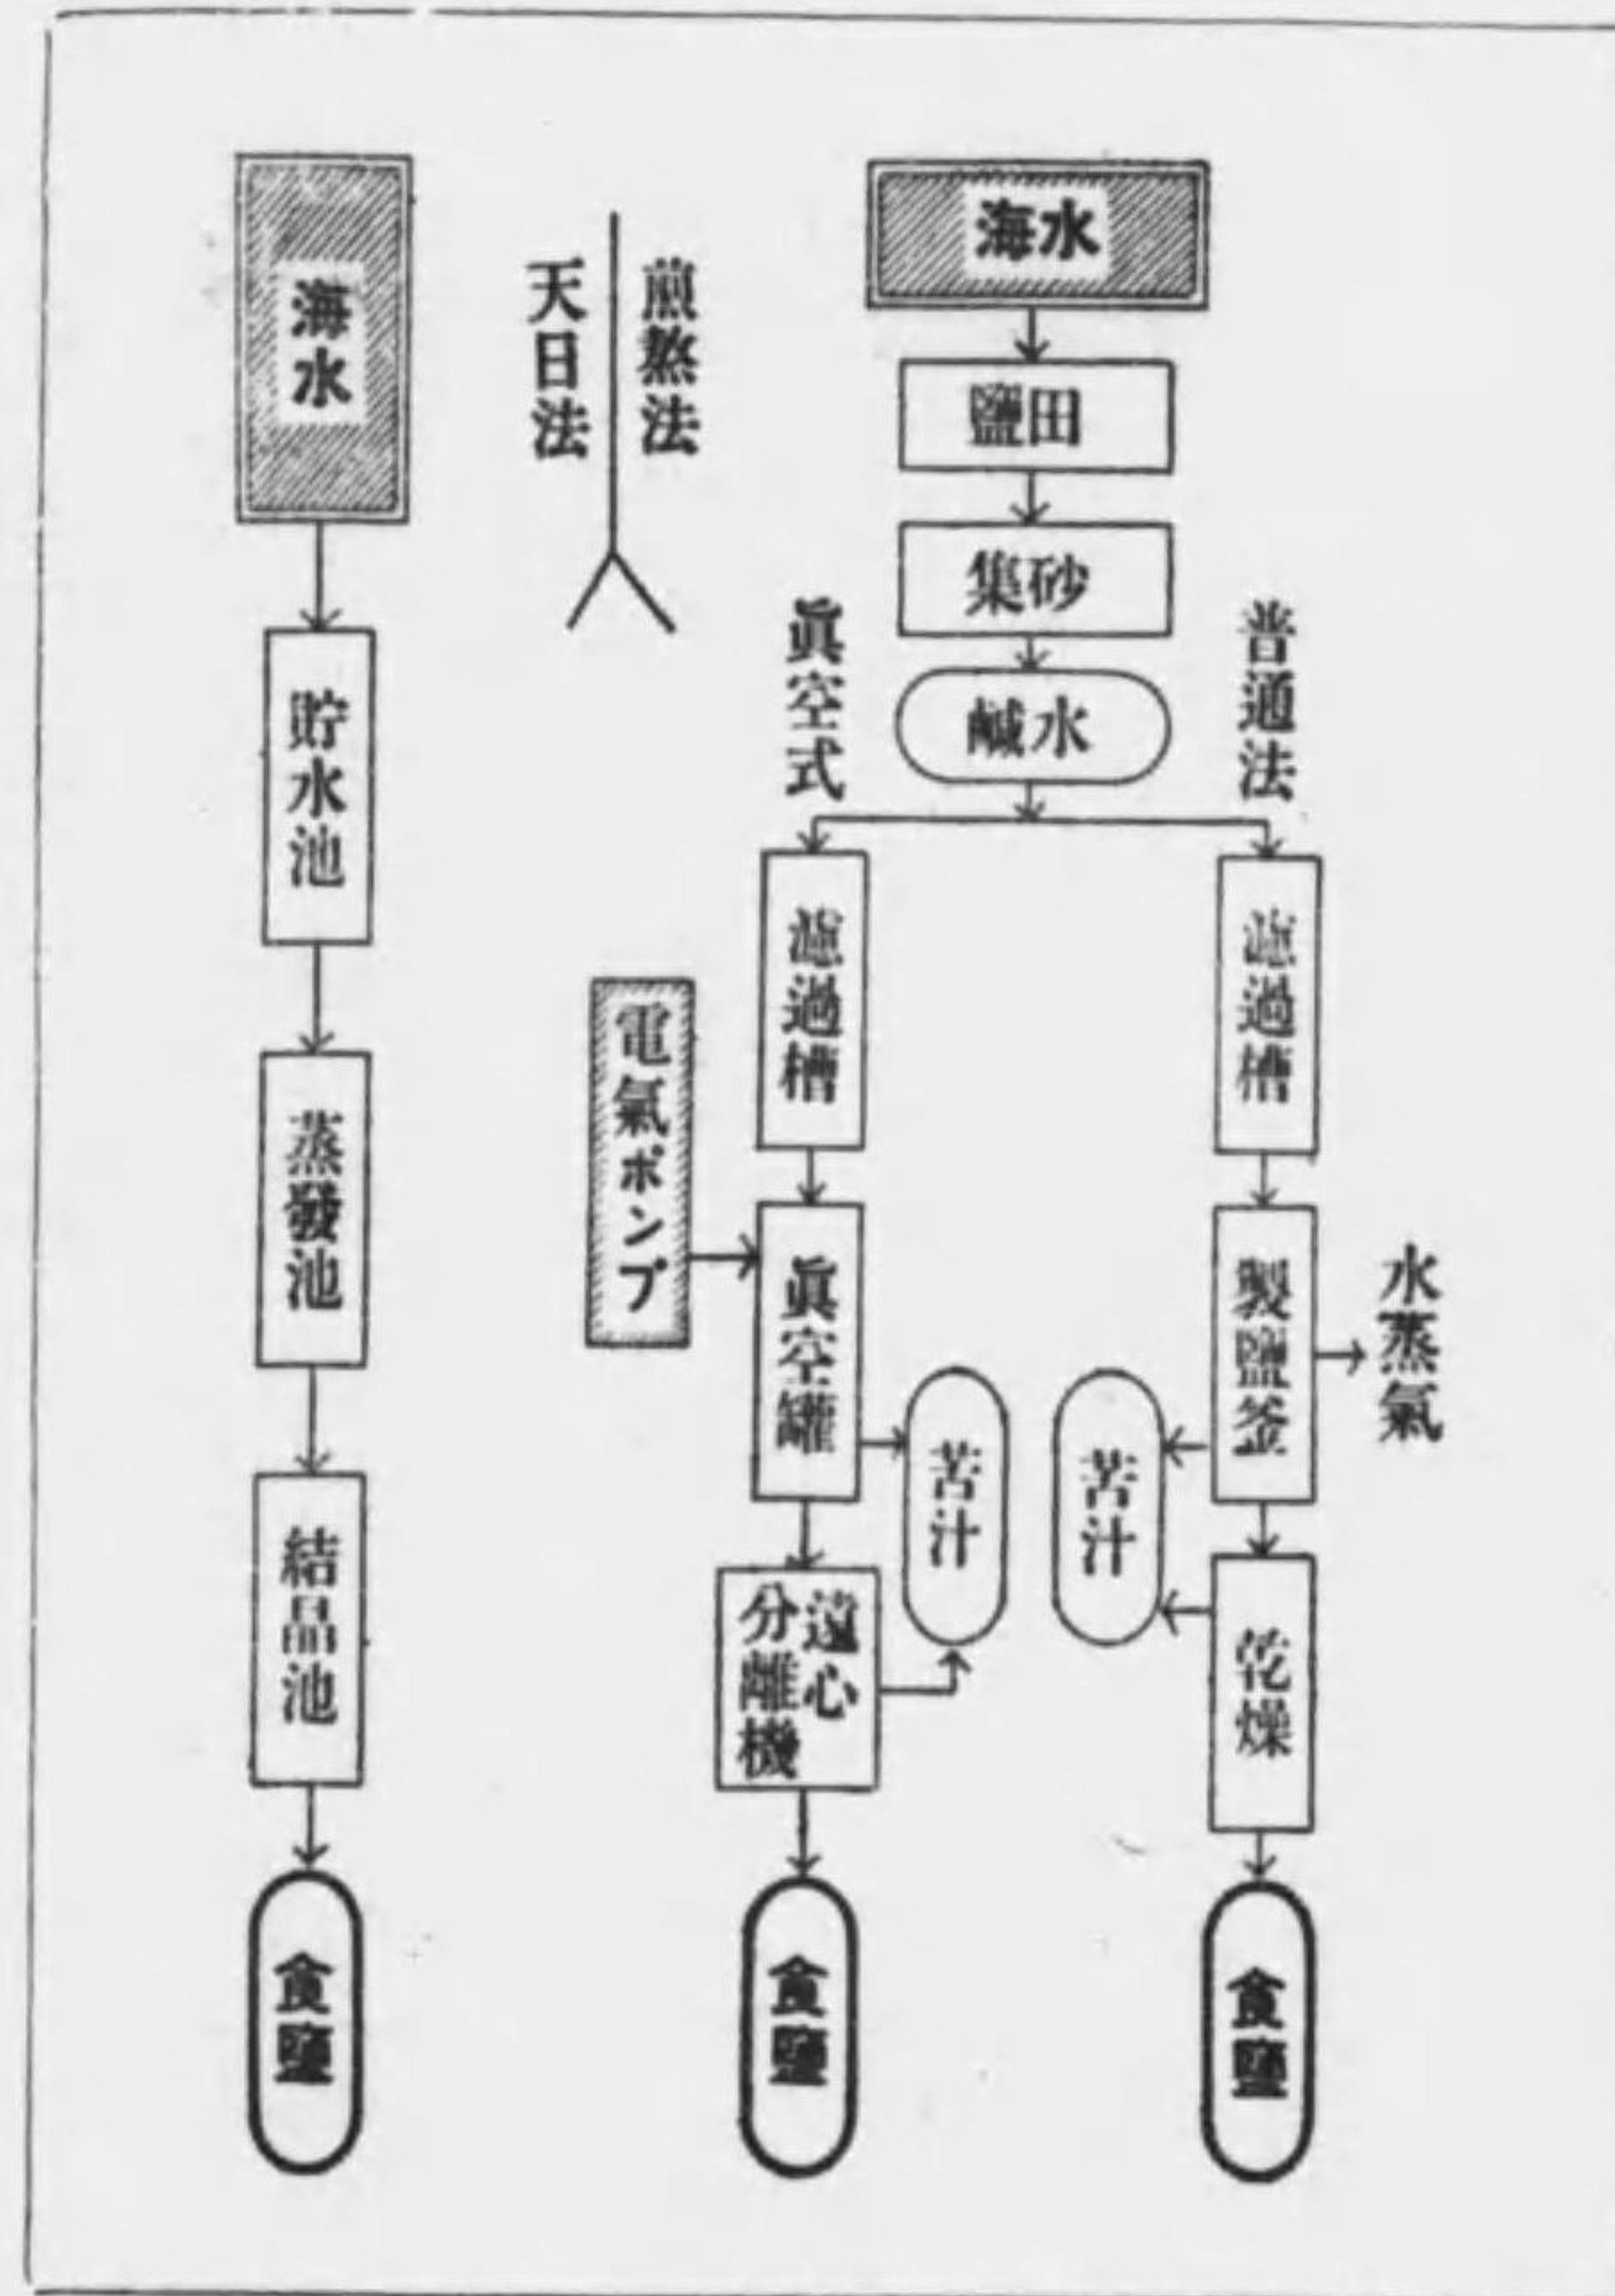 海水
鹽田
集砂
鹹水
普通法
濾過槽
製鹽釜
水蒸氣
苦汁
乾燥
食鹽
眞空式
濾過槽
電氣ポンプ
眞空罐
苦汁
遠心
分離機
食鹽
煎熬法
天日法
海水
貯水池
蒸發池
結晶池
食鹽